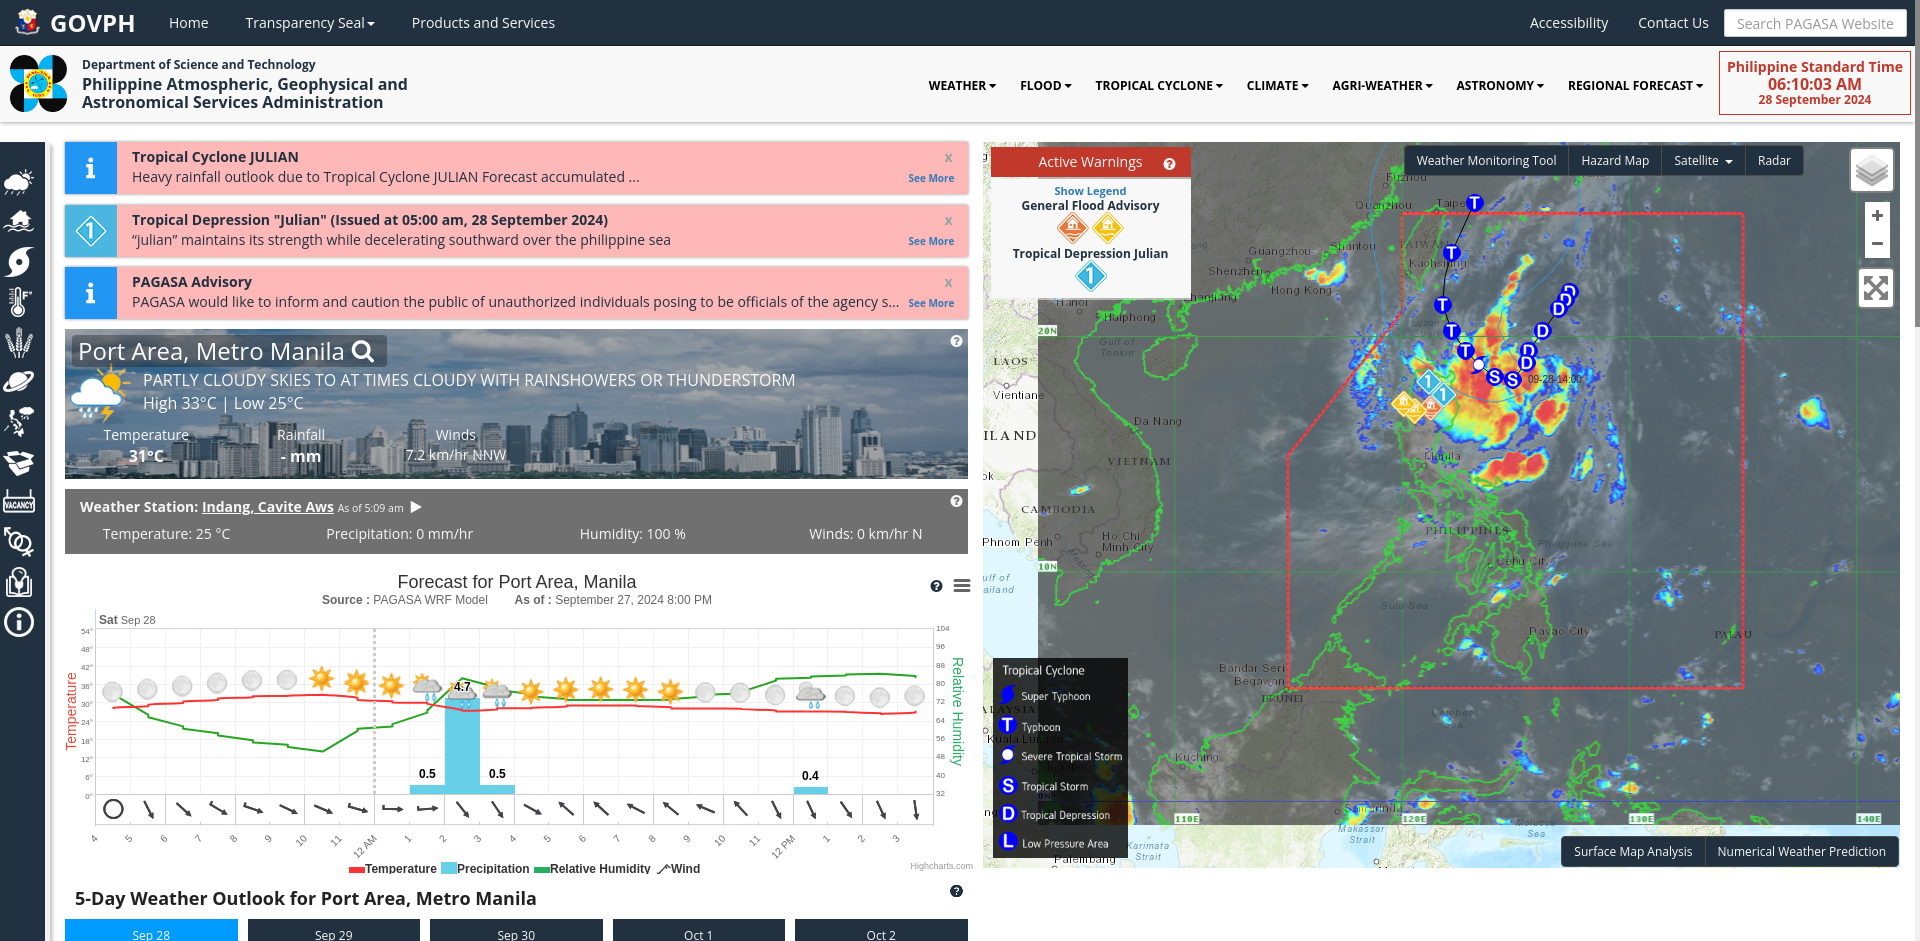 GOVPH
Home
Transparency Seal
Products and Services
Accessibility
Contact Us
Search PAGASA Website
Department of Science and Technology
Philippine Atmospheric, Geophysical and
Astronomical Services Administration
WEATHER
FLOOD
TROPICAL CYCLONE
CLIMATE
AGRI-WEATHER
ASTRONOMY
REGIONAL FORECAST
Philippine Standard Time
06:10:03 AM
28 September 2024
Tropical Cyclone JULIAN
x
Heavy rainfall outlook due to Tropical Cyclone JULIAN Forecast accumulated ...
See More
1
Tropical Depression "Julian" (Issued at 05:00 am, 28 September 2024)
x
“julian” maintains its strength while decelerating southward over the philippine sea
See More
PAGASA Advisory
x
PAGASA would like to inform and caution the public of unauthorized individuals posing to be officials of the agency s...
See More
VACANCY
Port Area, Metro Manila
PARTLY CLOUDY SKIES TO AT TIMES CLOUDY WITH RAINSHOWERS OR THUNDERSTORM
High 33°C | Low 25°C
Temperature
Rainfall
Winds
31°C
- mm
7.2 km/hr NNW
Weather Station: Indang, Cavite Aws As of 5:09 am
Temperature: 25 °C
Precipitation: 0 mm/hr
Humidity: 100 %
Winds: 0 km/hr N
Forecast for Port Area, Manila
Source : PAGASA WRF Model
As of : September 27, 2024 8:00 PM
Sat Sep 28
Temperature
54°
48°
42°
36°
30°
24°
18°
12°
6°
0°
4.7
0.5
0.5
0.4
104
96
88
80
72
64
56
48
40
32
Relative Humidity
4
5
6
7
8
9
10
11
12 AM
1
2
3
4
5
6
7
8
9
10
11
12 PM
1
2
3
Temperature
Precipitation
Relative Humidity
Wind
Highcharts.com
5-Day Weather Outlook for Port Area, Metro Manila
Sep 28
Sep 29
Sep 30
Oct 1
Oct 2
Active Warnings
Show Legend
General Flood Advisory
Tropical Depression Julian
1
Weather Monitoring Tool
Hazard Map
Satellite
Radar
+
−
Fuzhou
Quanzhou
Taipei
TAIWAN
Guangzhou
Shantou
Shenzhen
Kaohsiung
Hong Kong
Zhanjiang
Hanoi
Haiphong
20N
Gulf of
Tonkin
LAOS
Vientiane
Da Nang
VIETNAM
CAMBODIA
Phnom Penh
Ho Chi
Minh City
10N
09-28-14:00
Manila
PHILIPPINES
Philippine Sea
Cebu City
Sulu Sea
Davao City
PALAU
Bandar Seri
Begawan
BRUNEI
Kuching
Samarinda
110E
120E
130E
140E
Makassar
Strait
Molucca
Sea
Karimata
Strait
Palembang
Tropical Cyclone
Super Typhoon
T Typhoon
Severe Tropical Storm
S Tropical Storm
D Tropical Depression
L Low Pressure Area
Surface Map Analysis
Numerical Weather Prediction